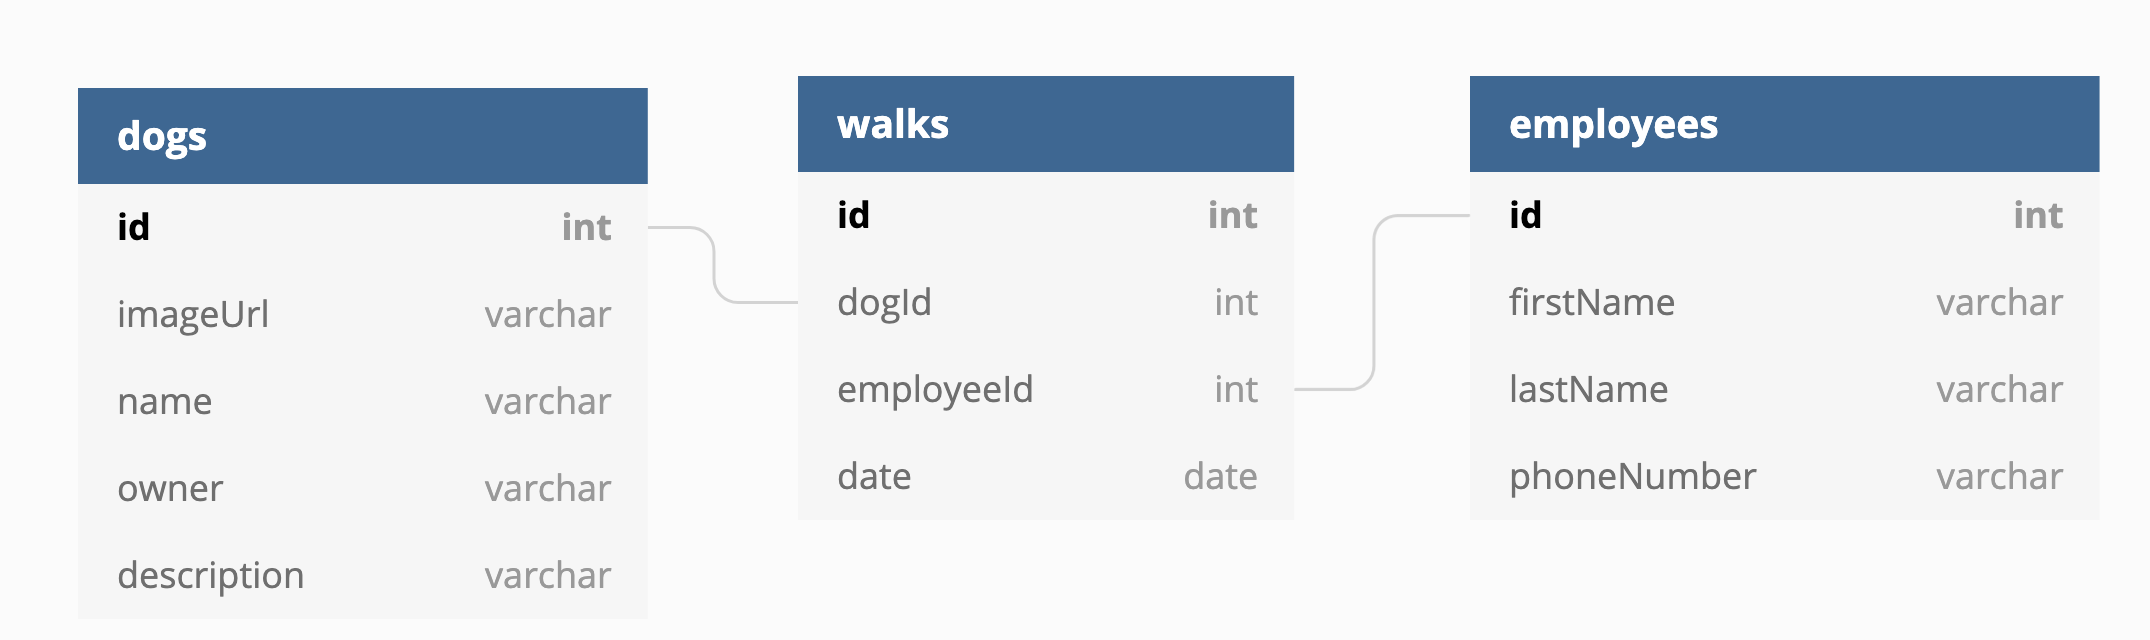 dogs
id int
imageUrl varchar
name varchar
owner varchar
description varchar
walks
id int
dogId int
employeeId int
date date
employees
id int
firstName varchar
lastName varchar
phoneNumber varchar